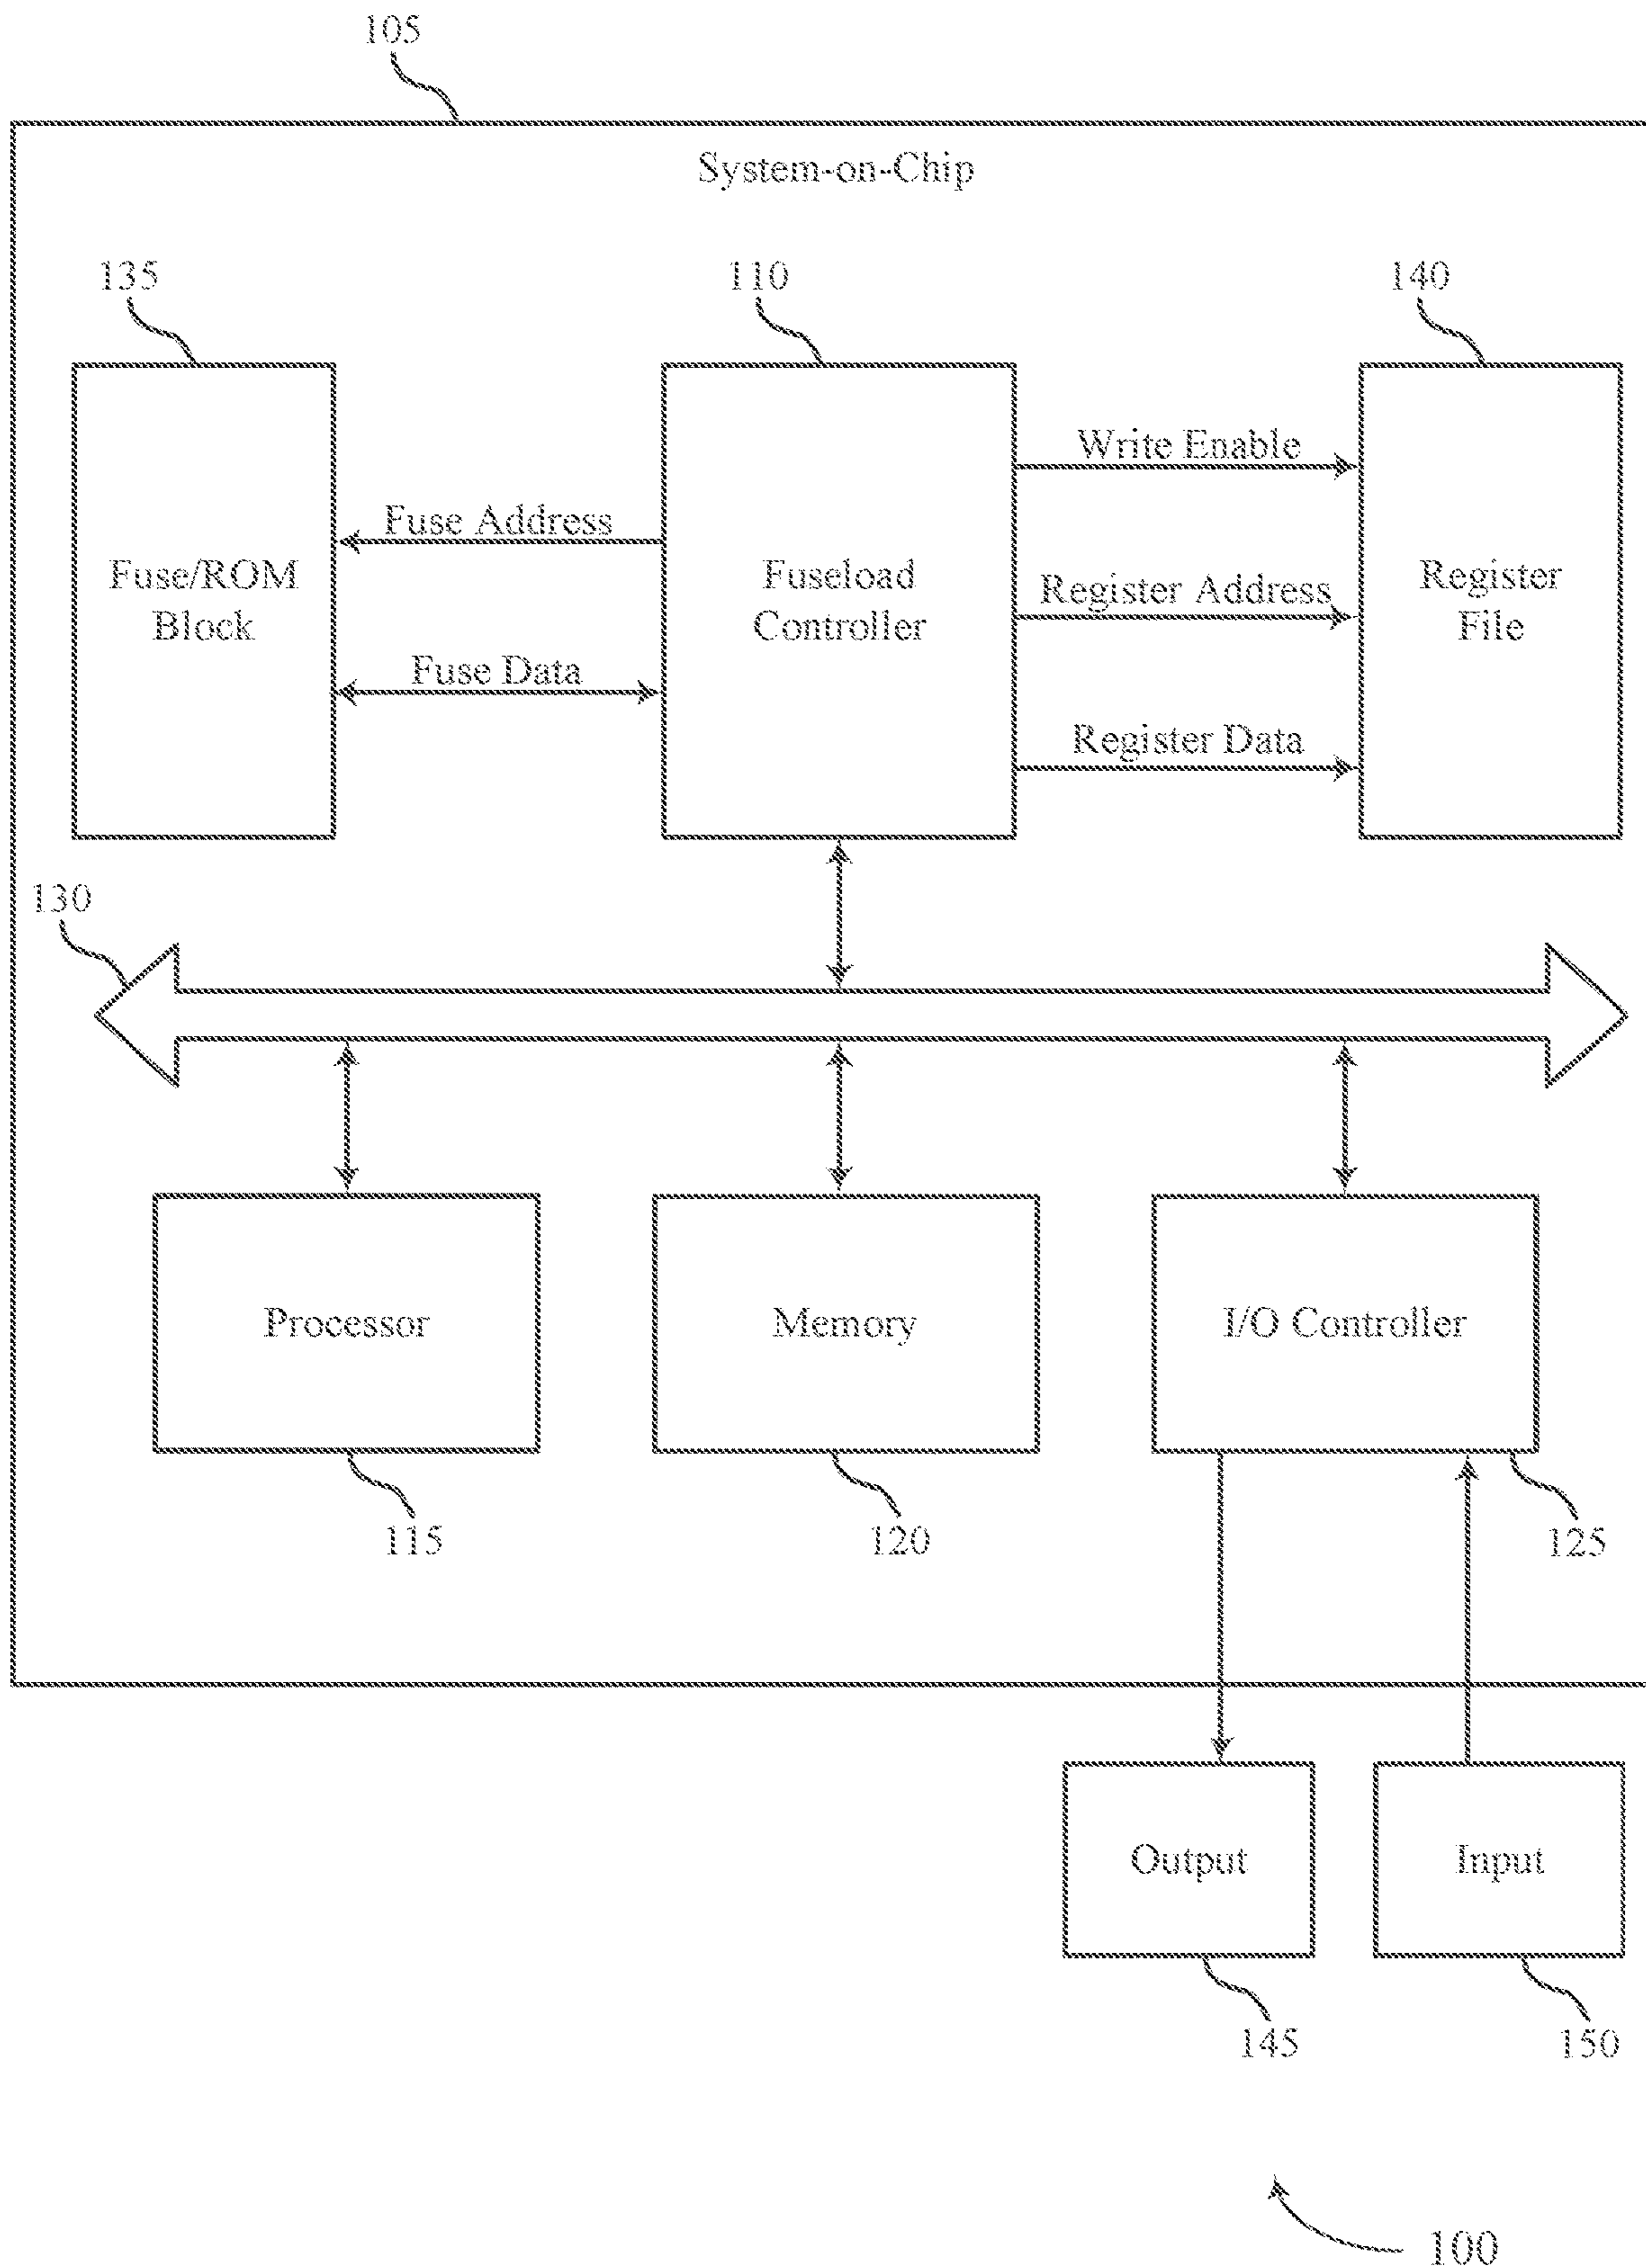 105
System-on-Chip
135
110
140
Write Enable
Fuse Address
Fuse/ROM
Block
Fuseload
Controller
Register Address
Register
File
Fuse Data
Register Data
130
Processor
Memory
I/O Controller
115
120
125
Output
Input
145
150
100